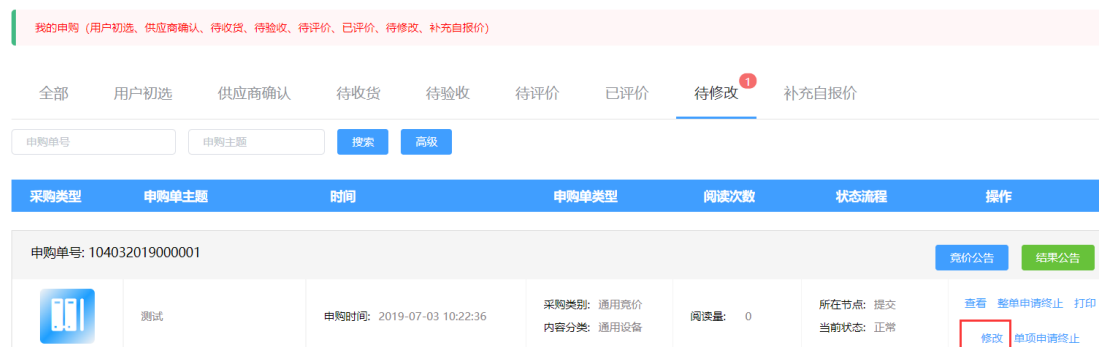 我的申购（用户初选、供应商确认、待收货、待验收、待评价、已评价、待修改、补充自报价）
全部 用户初选 供应商确认 待收货 待验收 待评价 已评价 待修改 1 补充自报价
申购单号 申购主题 搜索 高级
采购类型 申购单主题 时间 申购单类型 阅读次数 状态流程 操作
申购单号: 104032019000001 竞价公告 结果公告
测试 申购时间: 2019-07-03 10:22:36 采购类别: 通用竞价 阅读量: 0 所在节点: 提交 查看 整单申请终止 打印
内容分类: 通用设备 当前状态: 正常 修改 单项申请终止